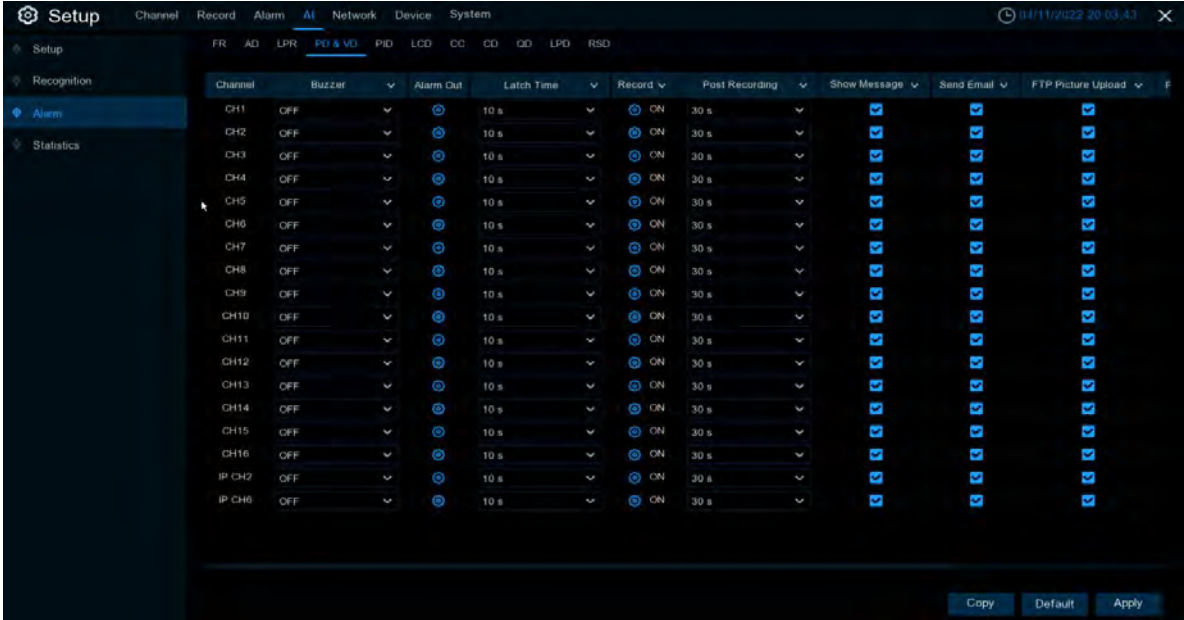 Setup Channel Record Alarm AI Network Device System 04/11/2022 20:03:43
Setup
Recognition
Alarm
Statistics
FR AD LPR PD & VD PID LCD CC CD QD LPD RSD
Channel Buzzer Alarm Out Latch Time Record Post Recording Show Message Send Email FTP Picture Upload
CH1 OFF 10 s ON 30 s
CH2 OFF 10 s ON 30 s
CH3 OFF 10 s ON 30 s
CH4 OFF 10 s ON 30 s
CH5 OFF 10 s ON 30 s
CH6 OFF 10 s ON 30 s
CH7 OFF 10 s ON 30 s
CH8 OFF 10 s ON 30 s
CH9 OFF 10 s ON 30 s
CH10 OFF 10 s ON 30 s
CH11 OFF 10 s ON 30 s
CH12 OFF 10 s ON 30 s
CH13 OFF 10 s ON 30 s
CH14 OFF 10 s ON 30 s
CH15 OFF 10 s ON 30 s
CH16 OFF 10 s ON 30 s
IP CH2 OFF 10 s ON 30 s
IP CH6 OFF 10 s ON 30 s
Copy Default Apply